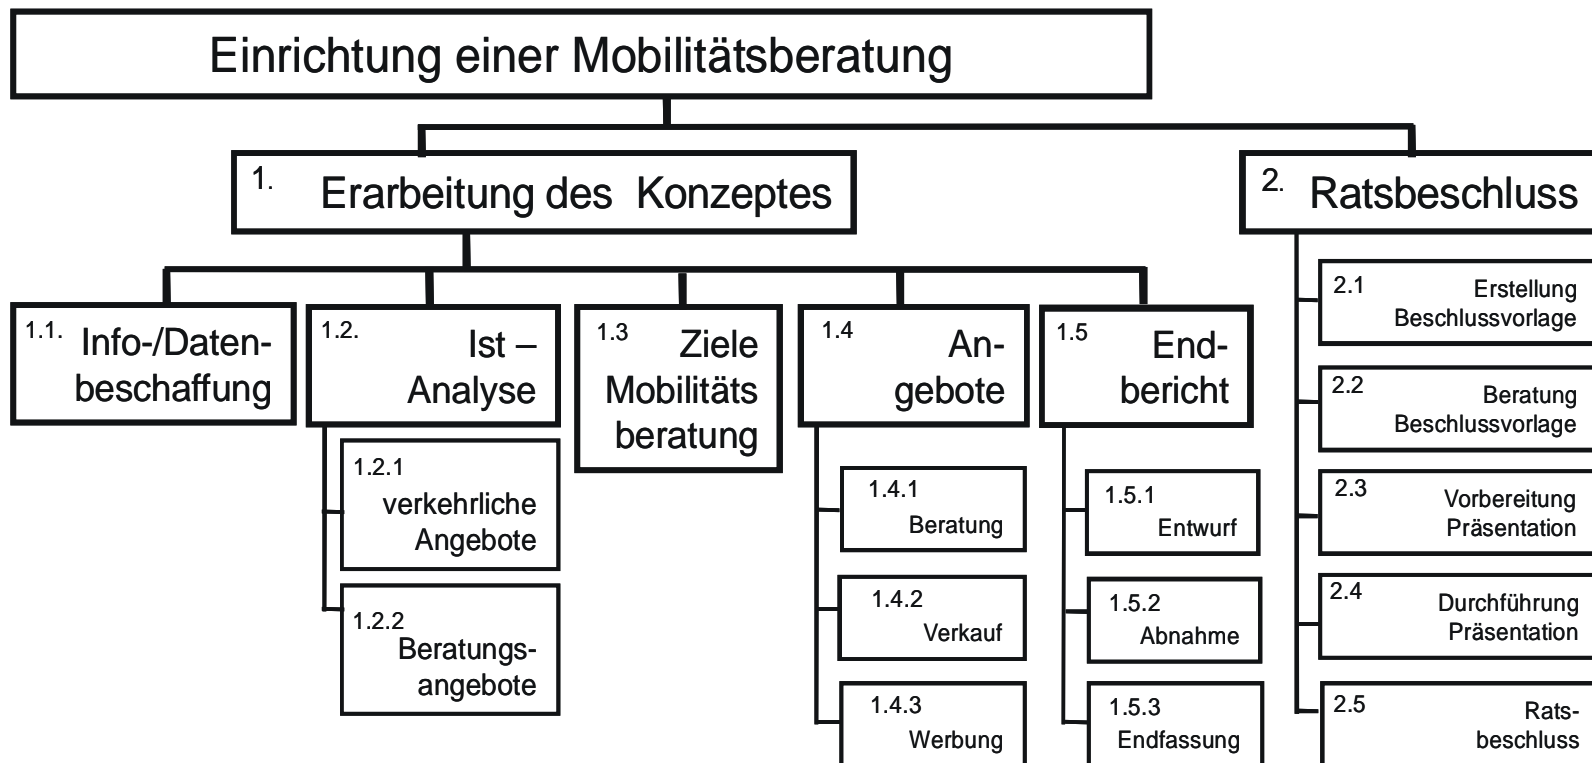 Einrichtung einer Mobilitätsberatung
1. Erarbeitung des Konzeptes
2. Ratsbeschluss
1.1. Info-/Daten-
beschaffung
1.2. Ist –
Analyse
1.2.1
verkehrliche
Angebote
1.2.2
Beratungs-
angebote
1.3 Ziele
Mobilitäts
beratung
1.4 An-
gebote
1.4.1
Beratung
1.4.2
Verkauf
1.4.3
Werbung
1.5 End-
bericht
1.5.1
Entwurf
1.5.2
Abnahme
1.5.3
Endfassung
2.1 Erstellung
Beschlussvorlage
2.2 Beratung
Beschlussvorlage
2.3 Vorbereitung
Präsentation
2.4 Durchführung
Präsentation
2.5 Rats-
beschluss